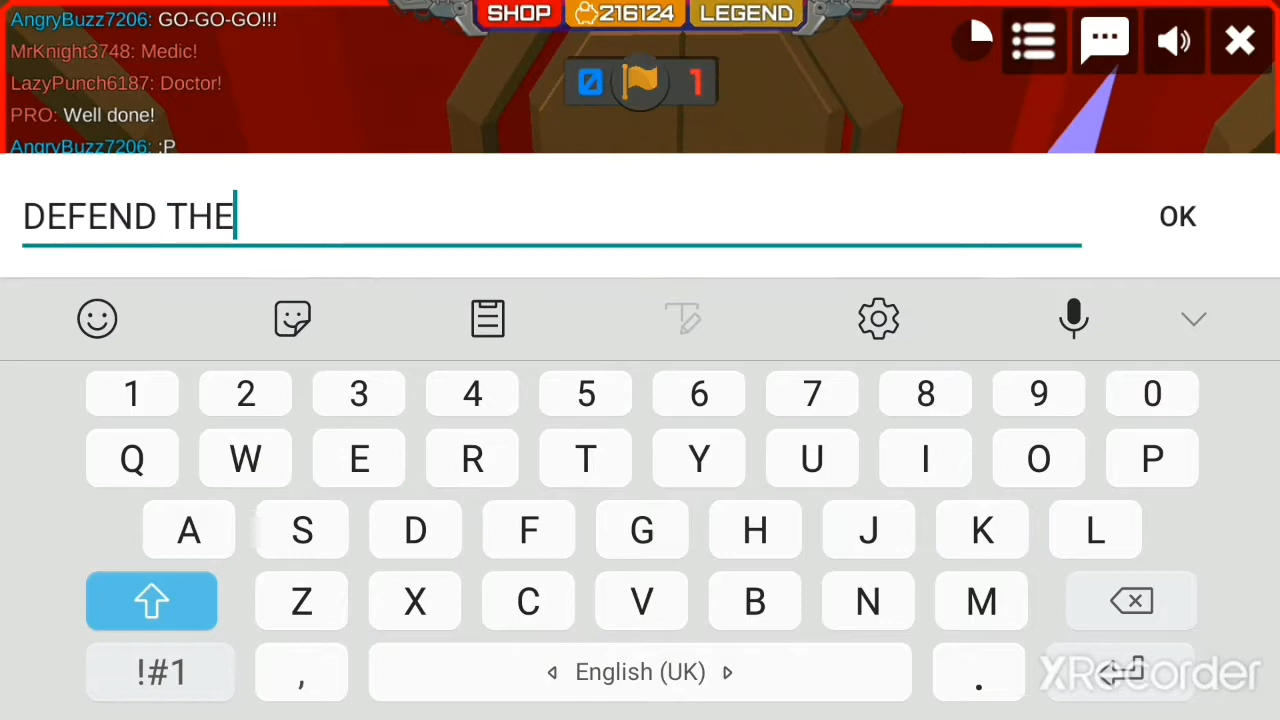 SHOP 216124 LEGEND
AngryBuzz7206: GO-GO-GO!!!
MrKnight3748: Medic!
LazyPunch6187: Doctor!
PRO: Well done!
AngryBuzz7206: :P
0 1
DEFEND THE
OK
1 2 3 4 5 6 7 8 9 0
Q W E R T Y U I O P
A S D F G H J K L
Z X C V B N M
!#1 , English (UK) .
XRecorder